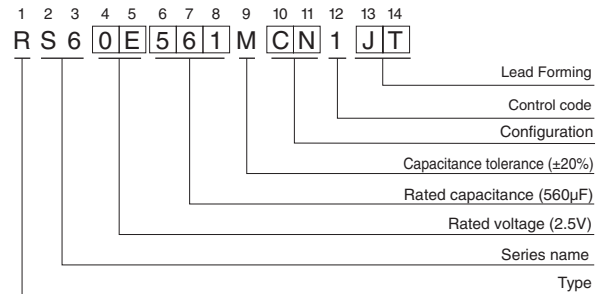 1 2 3 4 5 6 7 8 9 10 11 12 13 14
R S 6 0 E 5 6 1 M C N 1 J T
Lead Forming
Control code
Configuration
Capacitance tolerance (±20%)
Rated capacitance (560μF)
Rated voltage (2.5V)
Series name
Type